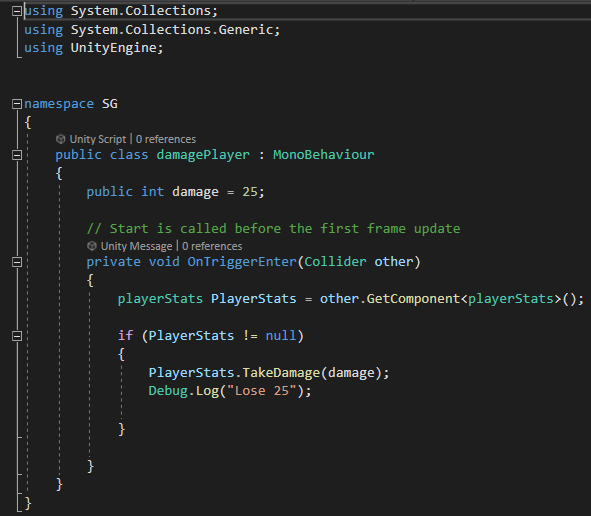 using System.Collections;
using System.Collections.Generic;
using UnityEngine;
namespace SG
{
Unity Script | 0 references
public class damagePlayer : MonoBehaviour
{
public int damage = 25;
// Start is called before the first frame update
Unity Message | 0 references
private void OnTriggerEnter(Collider other)
{
playerStats PlayerStats = other.GetComponent<playerStats>();
if (PlayerStats != null)
{
PlayerStats.TakeDamage(damage);
Debug.Log("Lose 25");
}
}
}
}